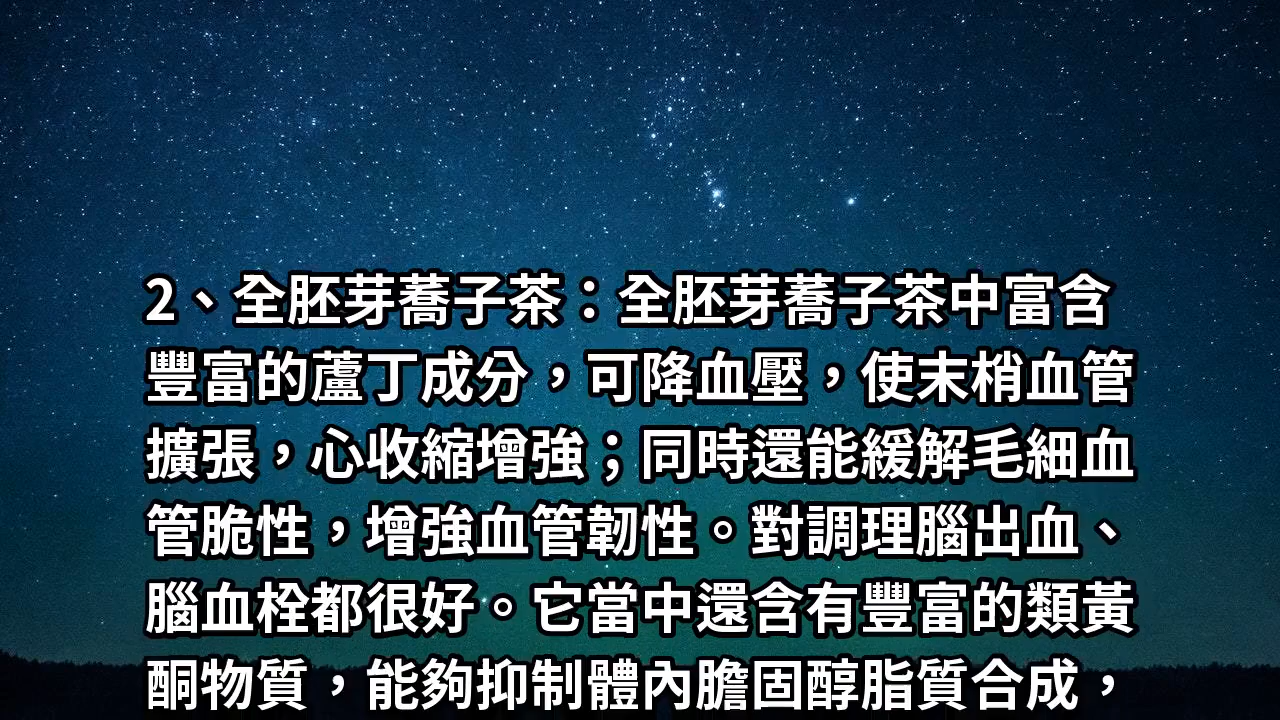 2、全胚芽蕎子茶：全胚芽蕎子茶中富含
豐富的蘆丁成分，可降血壓，使末梢血管
擴張，心收縮增強；同時還能緩解毛細血
管脆性，增強血管韌性。對調理腦出血、
腦血栓都很好。它當中還含有豐富的類黃
酮物質，能夠抑制體內膽固醇脂質合成，